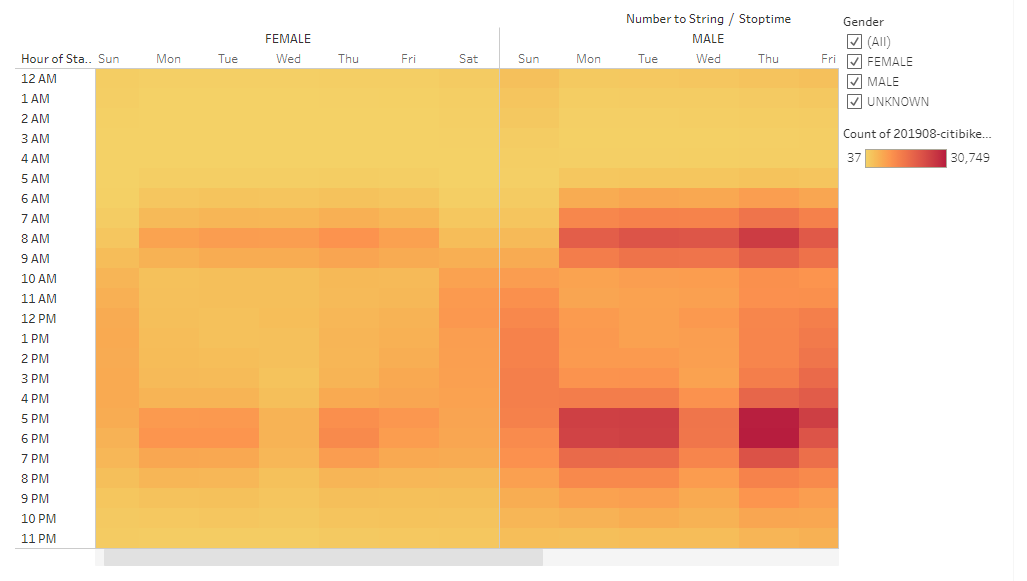 Number to String / Stoptime
FEMALE MALE
Hour of Sta.. Sun Mon Tue Wed Thu Fri Sat Sun Mon Tue Wed Thu Fri
12 AM
1 AM
2 AM
3 AM
4 AM
5 AM
6 AM
7 AM
8 AM
9 AM
10 AM
11 AM
12 PM
1 PM
2 PM
3 PM
4 PM
5 PM
6 PM
7 PM
8 PM
9 PM
10 PM
11 PM
Gender
(All)
FEMALE
MALE
UNKNOWN
Count of 201908-citibike...
37 30,749